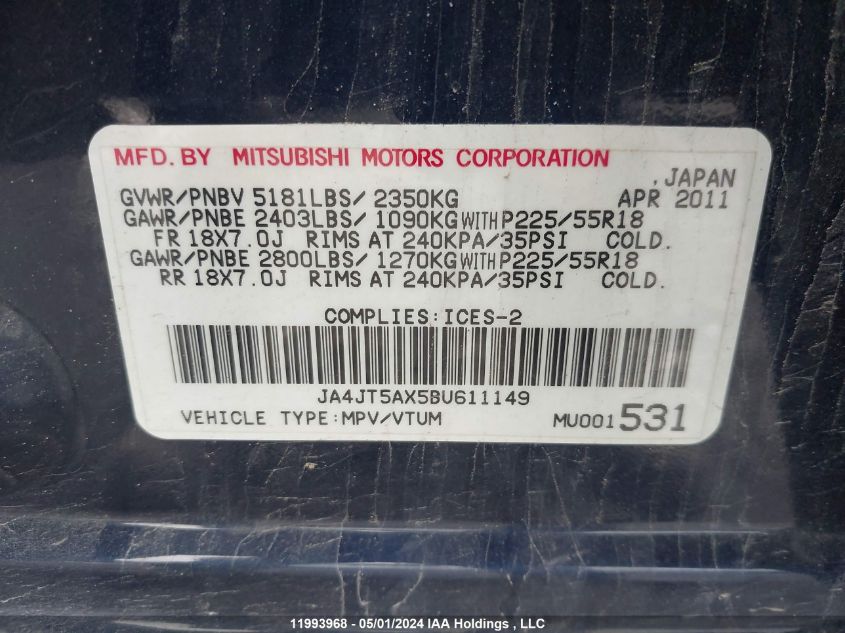 MFD. BY MITSUBISHI MOTORS CORPORATION
.JAPAN
GVWR/PNBV 5181LBS/ 2350KG APR 2011
GAWR/PNBE 2403LBS/ 1090KG WITH P225/55R18
FR 18X7.0J RIMS AT 240KPA/35PSI COLD.
GAWR/PNBE 2800LBS/ 1270KG WITH P225/55R18
RR 18X7.0J RIMS AT 240KPA/35PSI COLD.
COMPLIES:ICES-2
JA4JT5AX5BU611149
VEHICLE TYPE:MPV/VTUM MU001531
11993968 - 05/01/2024 IAA Holdings , LLC